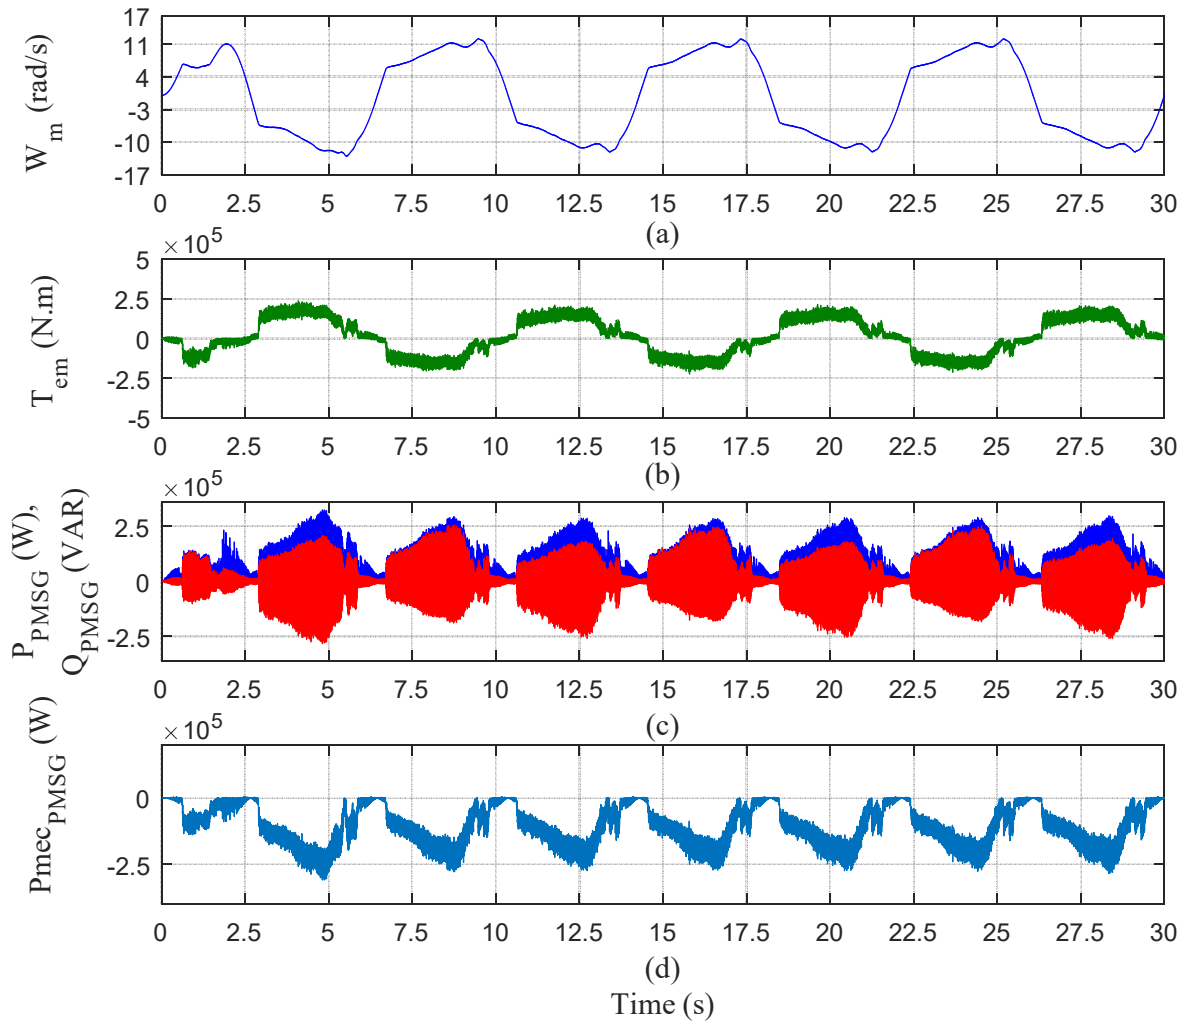 17
11
4
-3
-10
-17
W_m (rad/s)
0 2.5 5 7.5 10 12.5 15 17.5 20 22.5 25 27.5 30
(a)
×10^5
5
2.5
0
-2.5
-5
T_em (N.m)
0 2.5 5 7.5 10 12.5 15 17.5 20 22.5 25 27.5 30
(b)
×10^5
2.5
0
-2.5
P_PMSG (W),
Q_PMSG (VAR)
0 2.5 5 7.5 10 12.5 15 17.5 20 22.5 25 27.5 30
(c)
×10^5
0
-2.5
Pmec_PMSG (W)
0 2.5 5 7.5 10 12.5 15 17.5 20 22.5 25 27.5 30
(d)
Time (s)